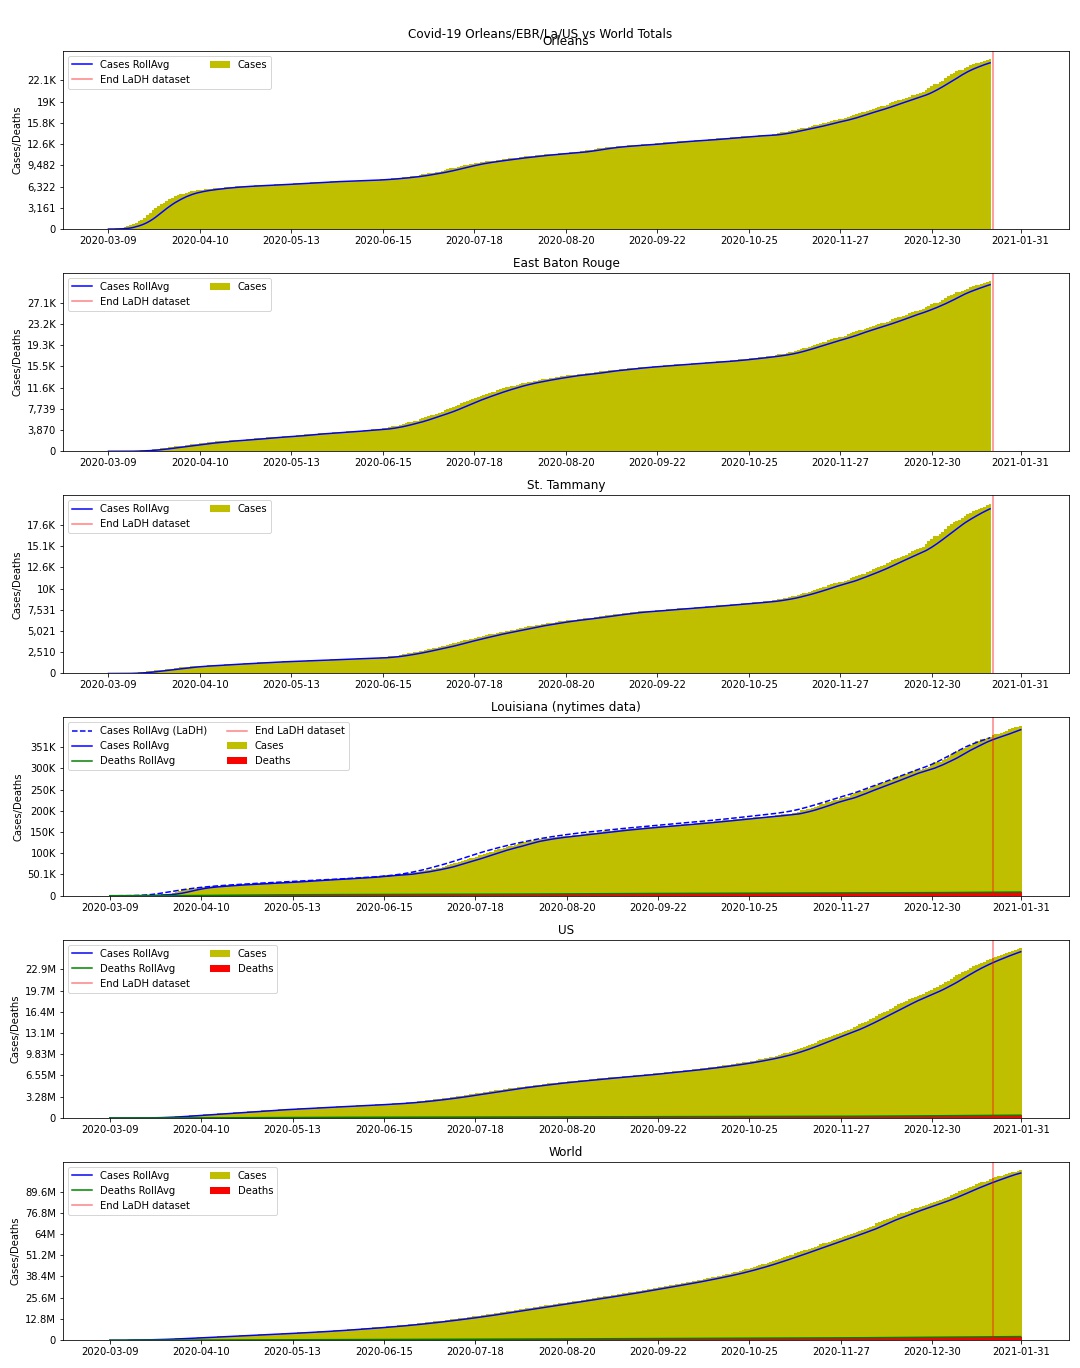 Covid-19 Orleans/EBR/La/US vs World Totals
Orleans
Cases RollAvg
End LaDH dataset
Cases
Cases/Deaths
22.1K
19K
15.8K
12.6K
9,482
6,322
3,161
0
2020-03-09 2020-04-10 2020-05-13 2020-06-15 2020-07-18 2020-08-20 2020-09-22 2020-10-25 2020-11-27 2020-12-30 2021-01-31
East Baton Rouge
Cases RollAvg
End LaDH dataset
Cases
Cases/Deaths
27.1K
23.2K
19.3K
15.5K
11.6K
7,739
3,870
0
2020-03-09 2020-04-10 2020-05-13 2020-06-15 2020-07-18 2020-08-20 2020-09-22 2020-10-25 2020-11-27 2020-12-30 2021-01-31
St. Tammany
Cases RollAvg
End LaDH dataset
Cases
Cases/Deaths
17.6K
15.1K
12.6K
10K
7,531
5,021
2,510
0
2020-03-09 2020-04-10 2020-05-13 2020-06-15 2020-07-18 2020-08-20 2020-09-22 2020-10-25 2020-11-27 2020-12-30 2021-01-31
Louisiana (nytimes data)
Cases RollAvg (LaDH)
Cases RollAvg
Deaths RollAvg
End LaDH dataset
Cases
Deaths
Cases/Deaths
351K
300K
250K
200K
150K
100K
50.1K
0
2020-03-09 2020-04-10 2020-05-13 2020-06-15 2020-07-18 2020-08-20 2020-09-22 2020-10-25 2020-11-27 2020-12-30 2021-01-31
US
Cases RollAvg
Deaths RollAvg
End LaDH dataset
Cases
Deaths
Cases/Deaths
22.9M
19.7M
16.4M
13.1M
9.83M
6.55M
3.28M
0
2020-03-09 2020-04-10 2020-05-13 2020-06-15 2020-07-18 2020-08-20 2020-09-22 2020-10-25 2020-11-27 2020-12-30 2021-01-31
World
Cases RollAvg
Deaths RollAvg
End LaDH dataset
Cases
Deaths
Cases/Deaths
89.6M
76.8M
64M
51.2M
38.4M
25.6M
12.8M
0
2020-03-09 2020-04-10 2020-05-13 2020-06-15 2020-07-18 2020-08-20 2020-09-22 2020-10-25 2020-11-27 2020-12-30 2021-01-31